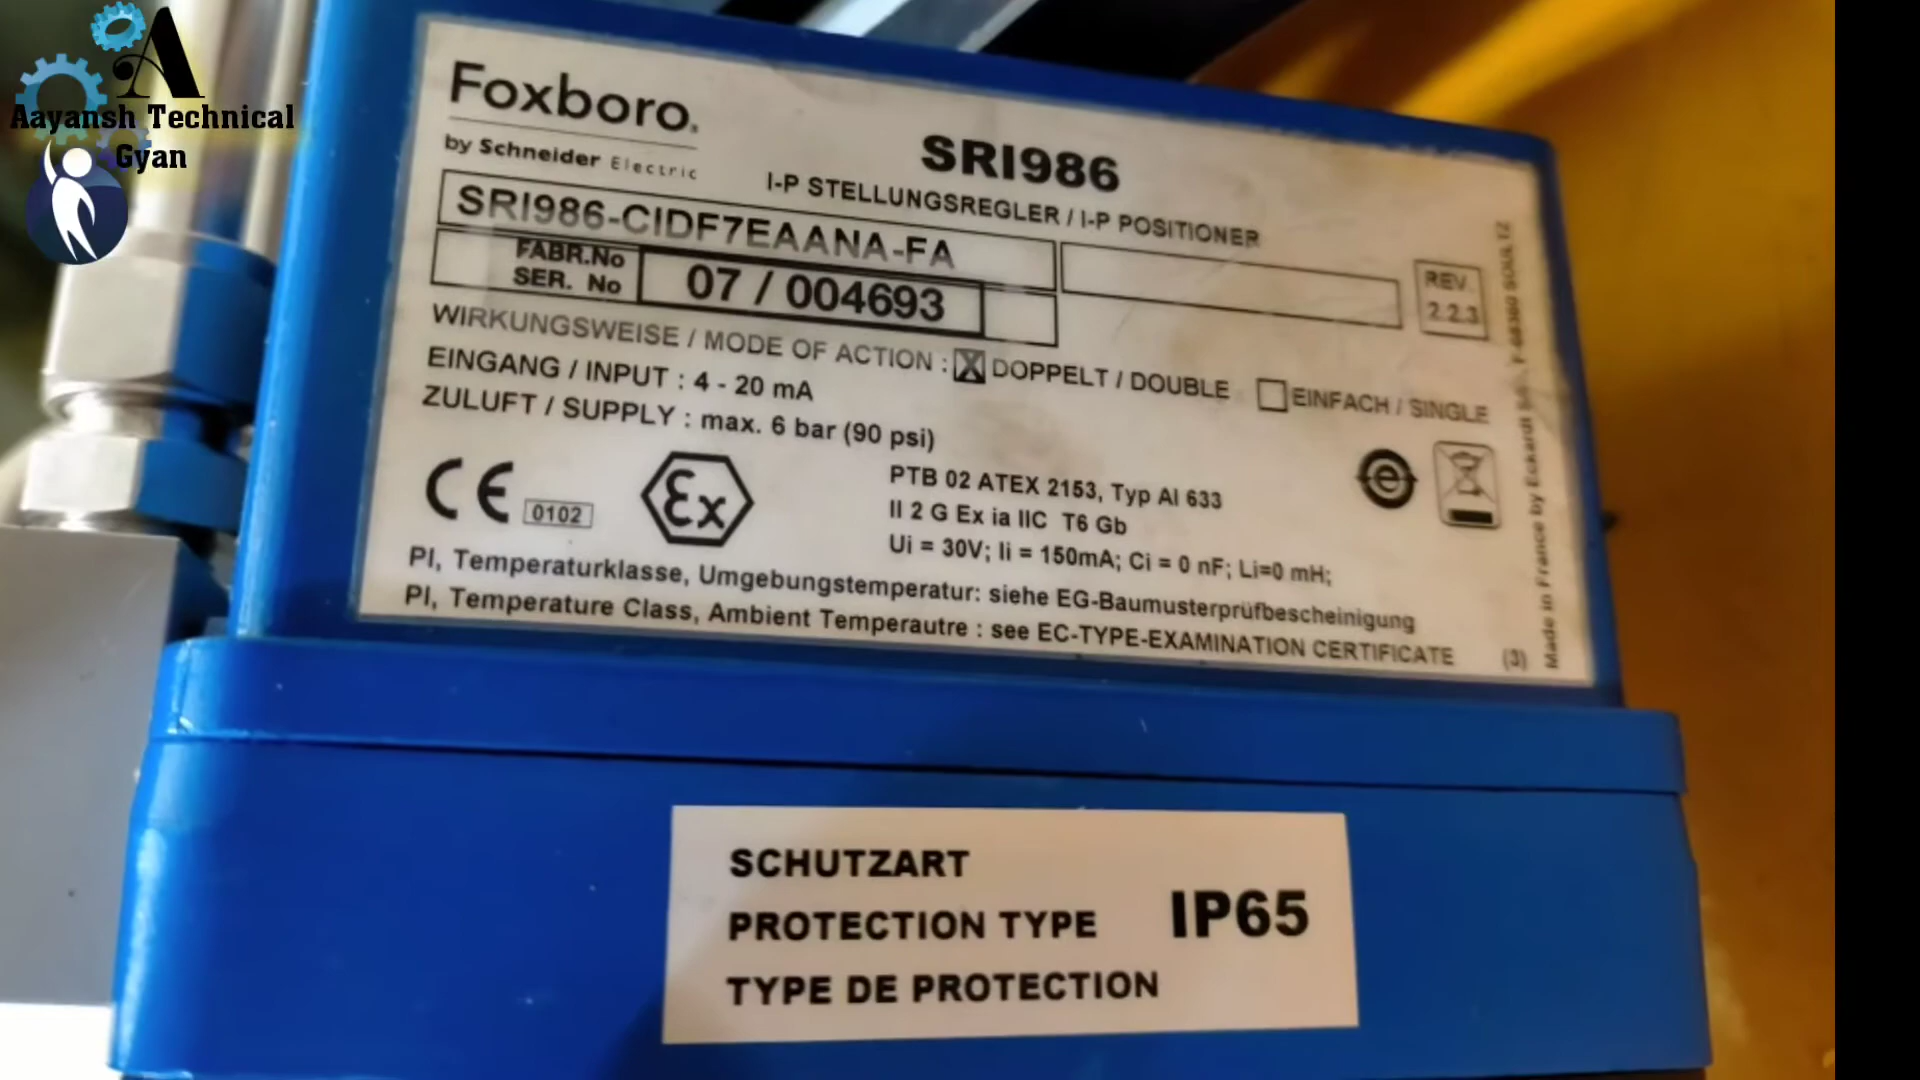 A
Aayansh Technical
Gyan
Foxboro
by Schneider Electric
SRI986
I-P STELLUNGSREGLER / I-P POSITIONER
SRI986-CIDF7EAANA-FA
FABR.No
SER. No
07 / 004693
REV.
2.2.3
WIRKUNGSWEISE / MODE OF ACTION : X DOPPELT / DOUBLE EINFACH / SINGLE
EINGANG / INPUT : 4 - 20 mA
ZULUFT / SUPPLY : max. 6 bar (90 psi)
CE 0102
Ex
PTB 02 ATEX 2153, Typ AI 633
II 2 G Ex ia IIC T6 Gb
Ui = 30V; Ii = 150mA; Ci = 0 nF; Li=0 mH;
e
PI, Temperaturklasse, Umgebungstemperatur: siehe EG-Baumusterprüfbescheinigung
PI, Temperature Class, Ambient Temperautre : see EC-TYPE-EXAMINATION CERTIFICATE
(3)
Made in France by Eckardt SOULTZ
SCHUTZART
PROTECTION TYPE IP65
TYPE DE PROTECTION